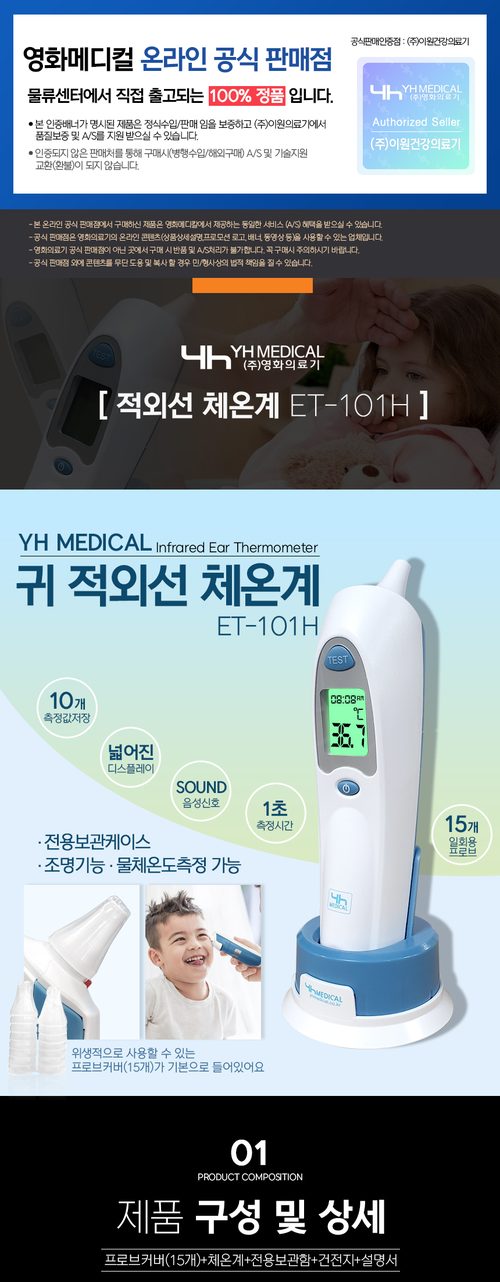 공식판매인증점 : (주)이원건강의료기
영화메디컬 온라인 공식 판매점
물류센터에서 직접 출고되는 100% 정품 입니다.
• 본 인증배너가 명시된 제품은 정식수입/판매 임을 보증하고 (주)이원의료기에서
품질보증 및 A/S를 지원 받으실 수 있습니다.
• 인증되지 않은 판매처를 통해 구매시(병행수입/해외구매) A/S 및 기술지원
교환(환불)이 되지 않습니다.
YH MEDICAL
(주)영화의료기
Authorized Seller
(주)이원건강의료기
- 본 온라인 공식 판매점에서 구매하신 제품은 영화메디칼에서 제공하는 동일한 서비스 (A/S) 혜택을 받으실 수 있습니다.
- 공식 판매점은 영화의료기의 온라인 콘텐츠(상품상세설명,프로모션 로고, 배너, 동영상 등)을 사용할 수 있는 업체입니다.
- 영화의료기 공식 판매점이 아닌 곳에서 구매 시 반품 및 A/S처리가 불가합니다. 꼭 구매시 주의하시기 바랍니다.
- 공식 판매점 외에 콘텐츠를 무단 도용 및 복사 할 경우 민/형사상의 법적 책임을 질 수 있습니다.
TEST
YH MEDICAL
(주)영화의료기
[ 적외선 체온계 ET-101H ]
YH MEDICAL Infrared Ear Thermometer
귀 적외선 체온계
ET-101H
TEST
08:08AM
℃
36.7
10개
측정값저장
넓어진
디스플레이
SOUND
음성신호
1초
측정시간
15개
일회용
프로브
· 전용보관케이스
· 조명기능 · 물체온도측정 가능
MEDICAL
MEDICAL
위생적으로 사용할 수 있는
프로브커버(15개)가 기본으로 들어있어요
01
PRODUCT COMPOSITION
제품 구성 및 상세
프로브커버(15개)+체온계+전용보관함+건전지+설명서